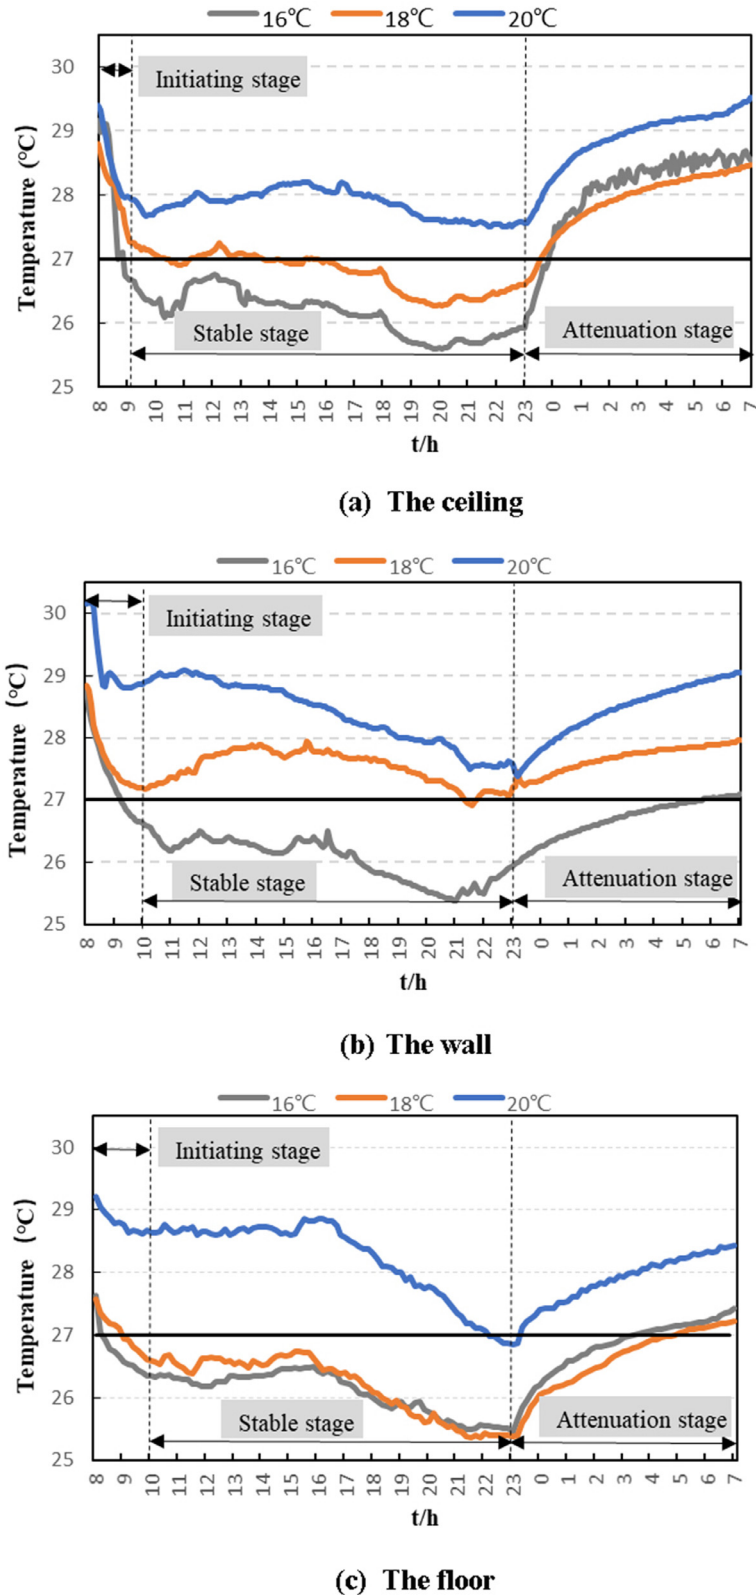 16℃ 18℃ 20℃
30
Initiating stage
29
28
27
26
25
Temperature (℃)
Stable stage
Attenuation stage
8 9 10 11 12 13 14 15 16 17 18 19 20 21 22 23 0 1 2 3 4 5 6 7
t/h
(a) The ceiling
16℃ 18℃ 20℃
30
Initiating stage
29
28
27
26
25
Temperature (℃)
Stable stage
Attenuation stage
8 9 10 11 12 13 14 15 16 17 18 19 20 21 22 23 0 1 2 3 4 5 6 7
t/h
(b) The wall
16℃ 18℃ 20℃
30
Initiating stage
29
28
27
26
25
Temperature (℃)
Stable stage
Attenuation stage
8 9 10 11 12 13 14 15 16 17 18 19 20 21 22 23 0 1 2 3 4 5 6 7
t/h
(c) The floor